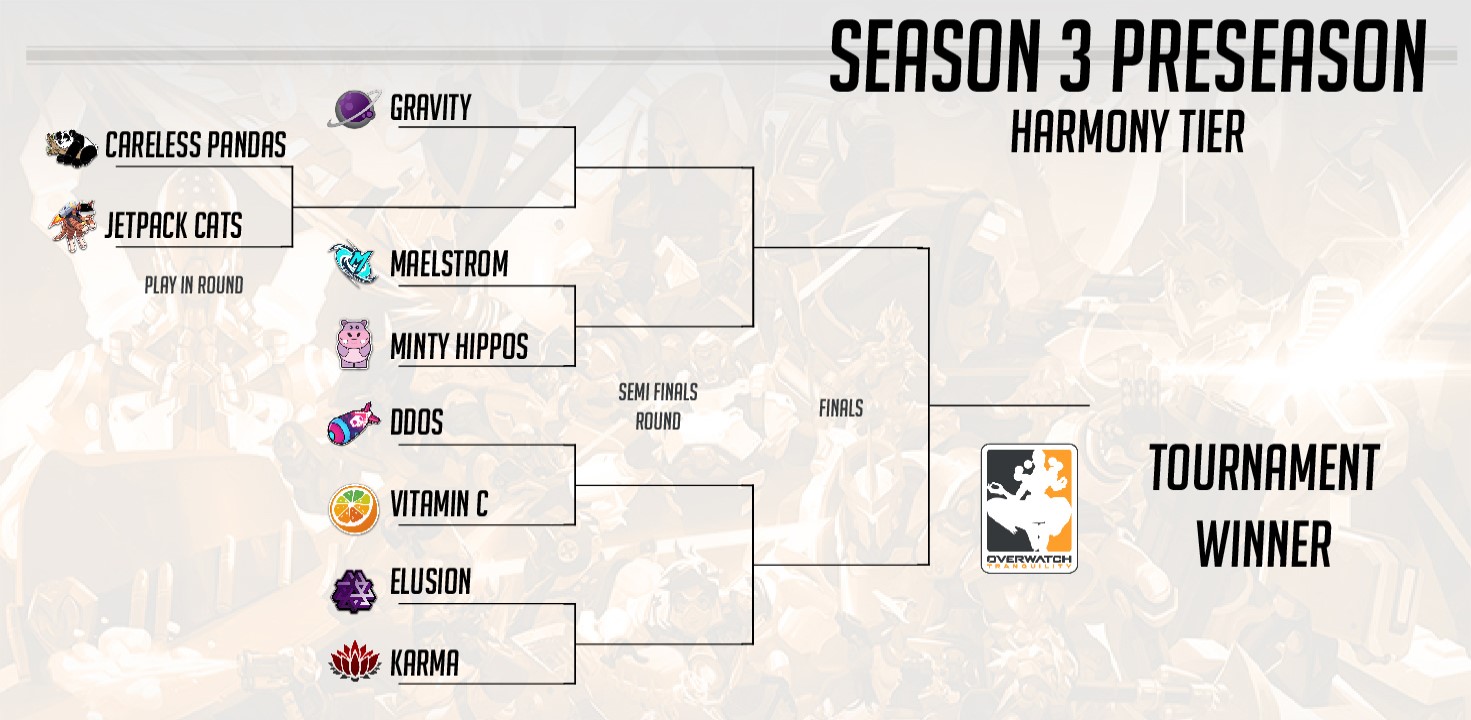 SEASON 3 PRESEASON
HARMONY TIER
GRAVITY
CARELESS PANDAS
JETPACK CATS
PLAY IN ROUND
MAELSTROM
MINTY HIPPOS
DDOS
VITAMIN C
ELUSION
KARMA
SEMI FINALS
ROUND
FINALS
OVERWATCH
TRANQUILITY
TOURNAMENT
WINNER